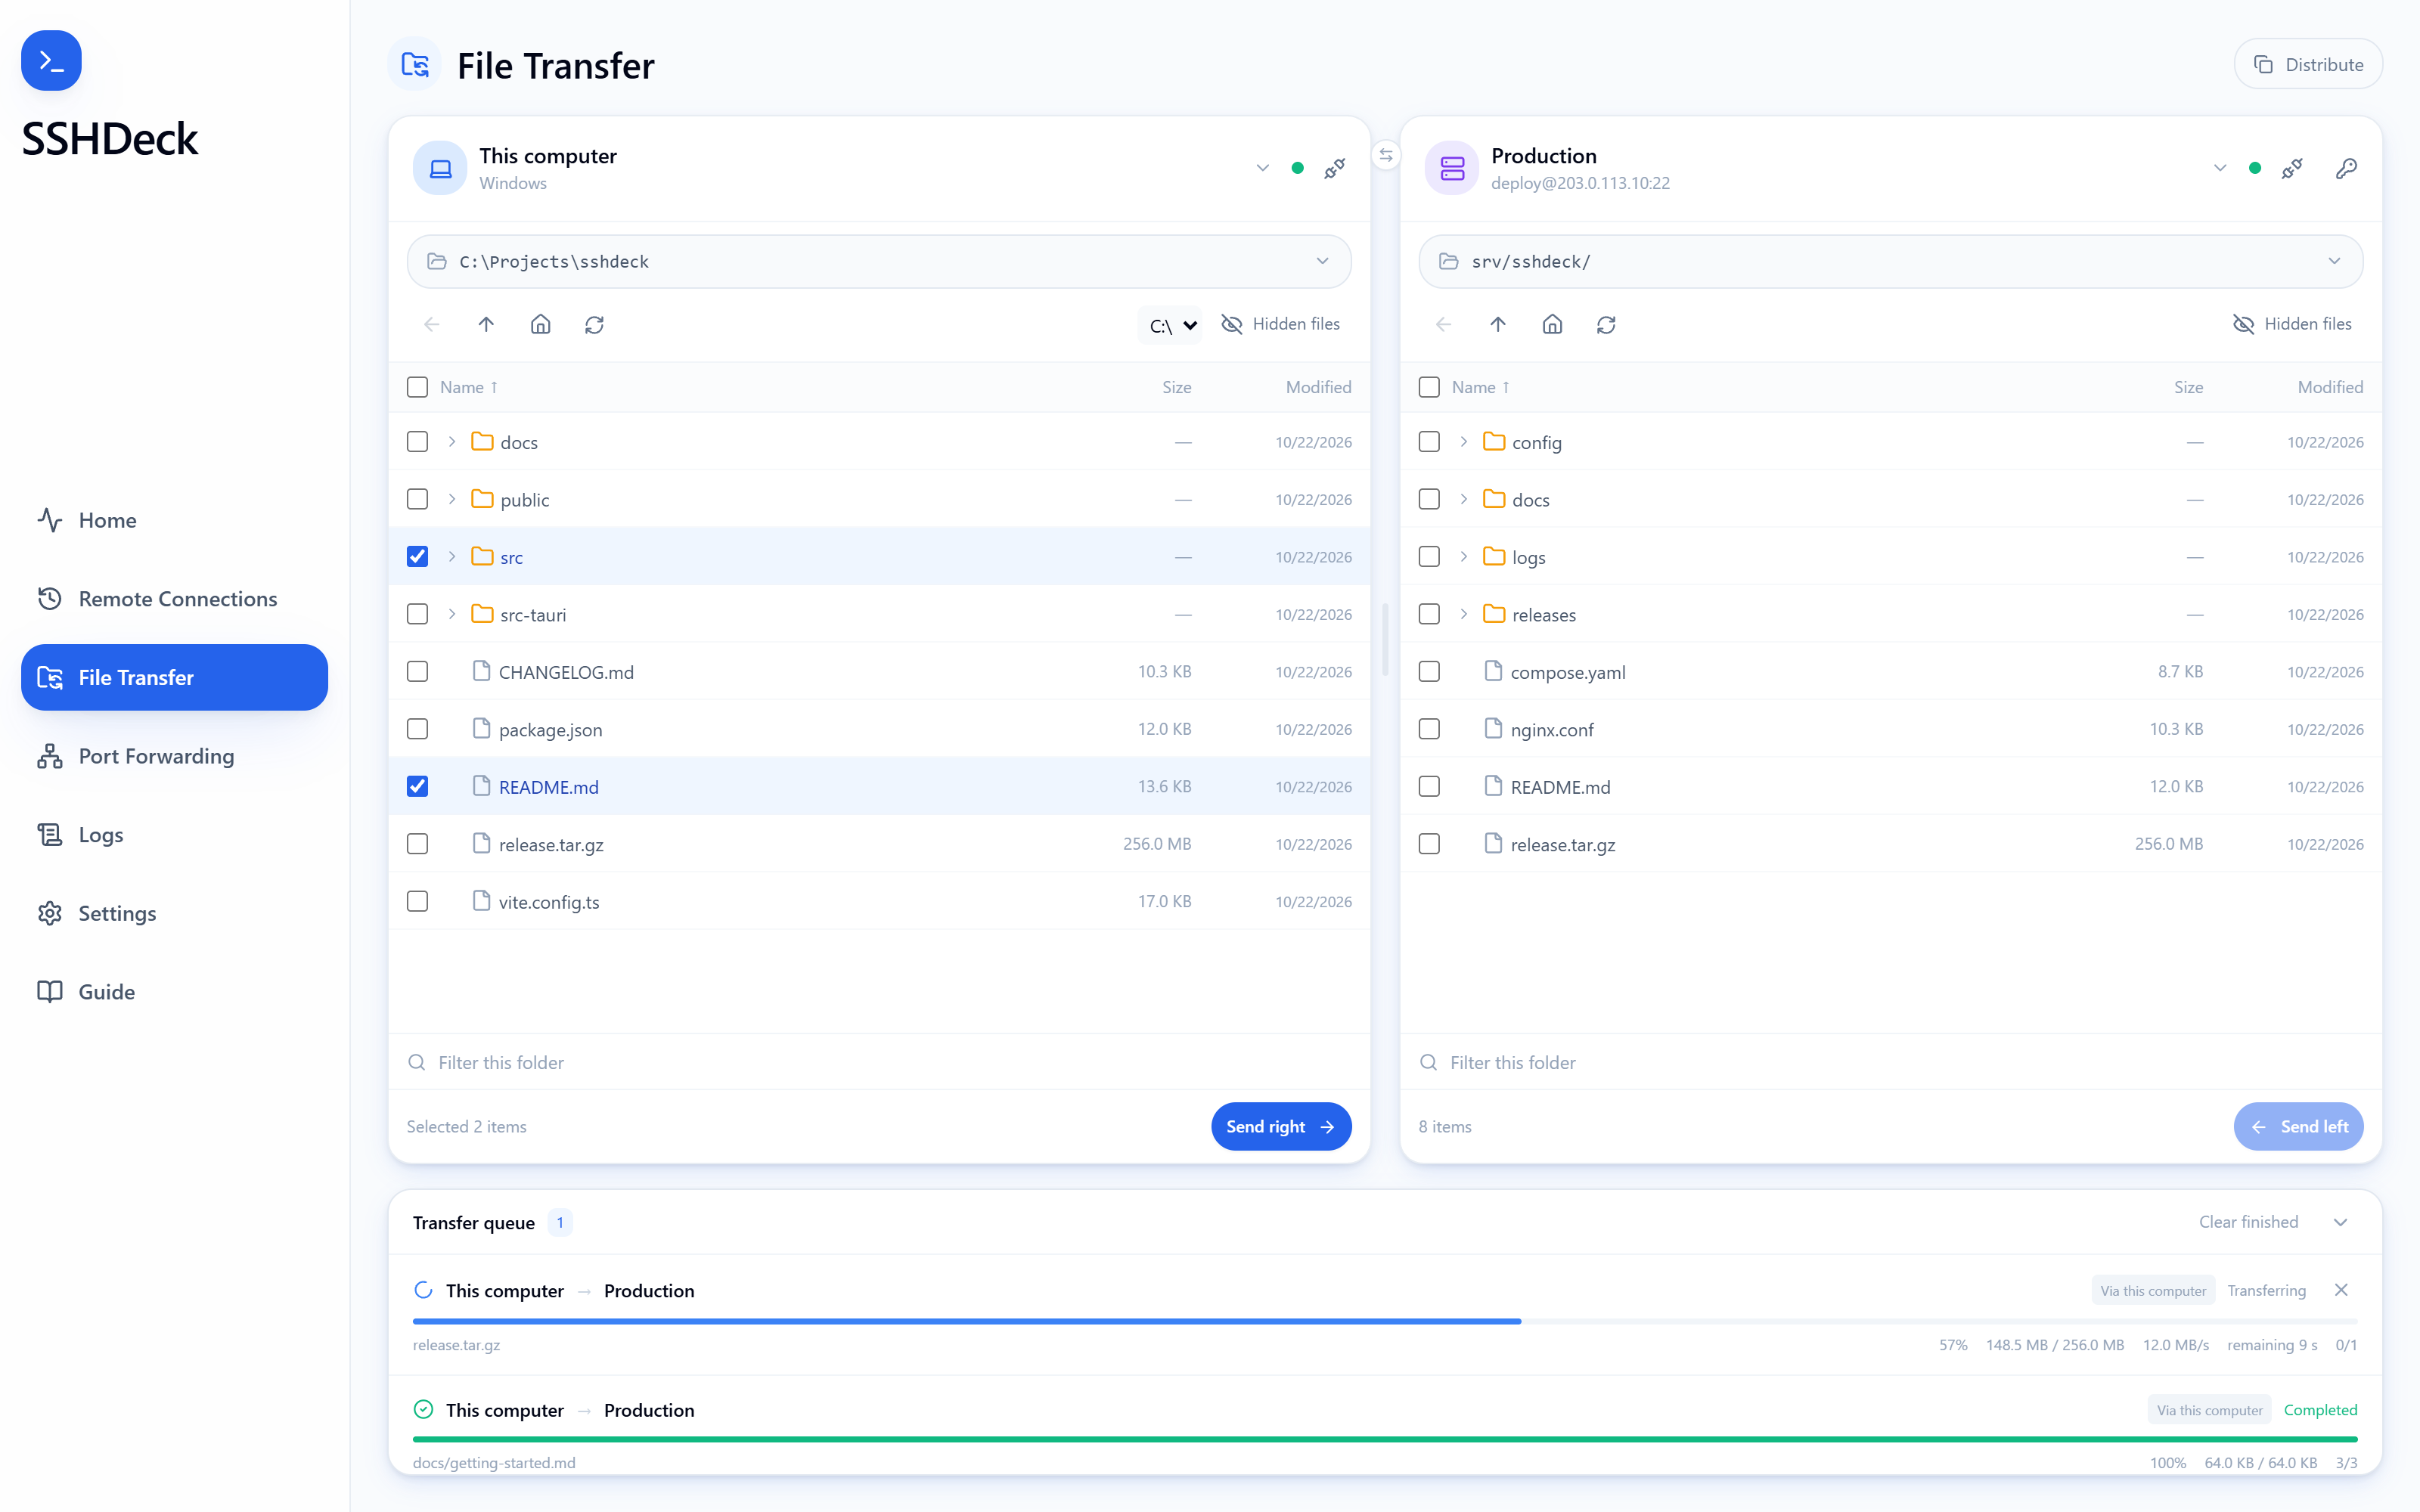 SSHDeck
Home
Remote Connections
File Transfer
Port Forwarding
Logs
Settings
Guide
File Transfer
Distribute
This computer
Windows
C:\Projects\sshdeck
C:\
Hidden files
Name ↑ Size Modified
docs — 10/22/2026
public — 10/22/2026
src — 10/22/2026
src-tauri — 10/22/2026
CHANGELOG.md 10.3 KB 10/22/2026
package.json 12.0 KB 10/22/2026
README.md 13.6 KB 10/22/2026
release.tar.gz 256.0 MB 10/22/2026
vite.config.ts 17.0 KB 10/22/2026
Filter this folder
Selected 2 items
Send right →
Production
deploy@203.0.113.10:22
srv/sshdeck/
Hidden files
Name ↑ Size Modified
config — 10/22/2026
docs — 10/22/2026
logs — 10/22/2026
releases — 10/22/2026
compose.yaml 8.7 KB 10/22/2026
nginx.conf 10.3 KB 10/22/2026
README.md 12.0 KB 10/22/2026
release.tar.gz 256.0 MB 10/22/2026
Filter this folder
8 items
← Send left
Transfer queue 1
Clear finished
This computer → Production
Via this computer Transferring
release.tar.gz
57% 148.5 MB / 256.0 MB 12.0 MB/s remaining 9 s 0/1
This computer → Production
Via this computer Completed
docs/getting-started.md
100% 64.0 KB / 64.0 KB 3/3